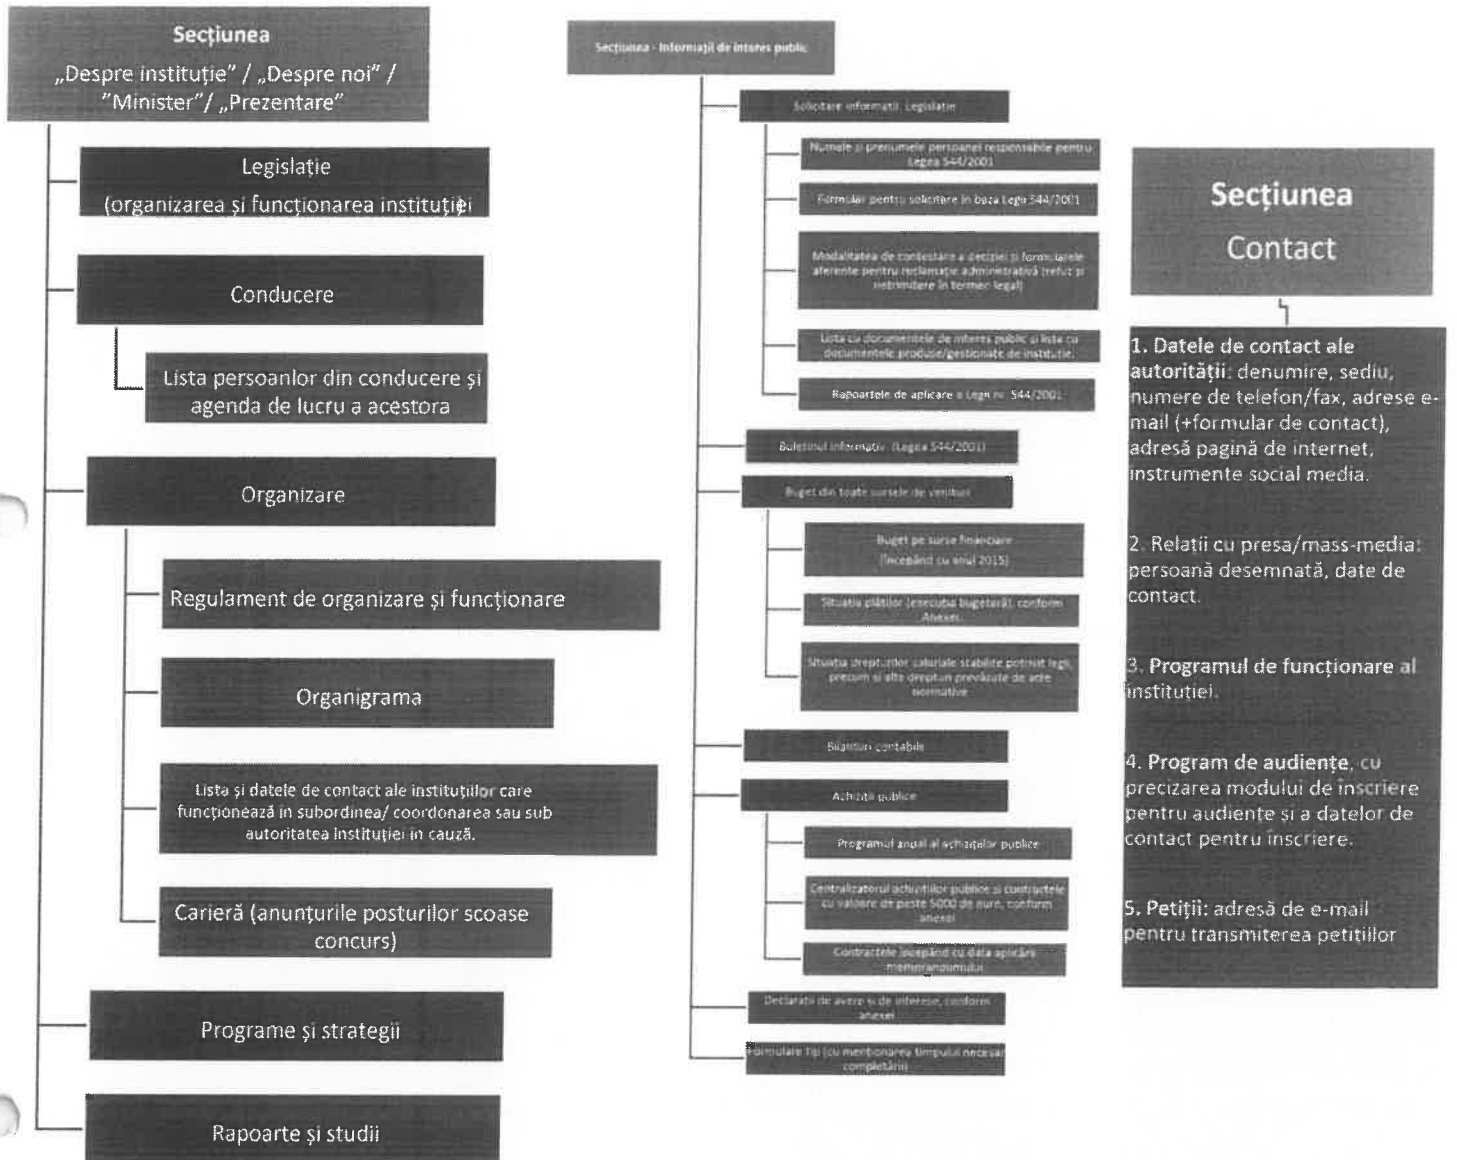 Secțiunea
„Despre instituție” / „Despre noi” /
”Minister”/ „Prezentare”
Legislație
(organizarea și funcționarea instituției
Conducere
Lista persoanlor din conducere și
agenda de lucru a acestora
Organizare
Regulament de organizare și funcționare
Organigrama
Lista și datele de contact ale instituțiilor care
funcționează în subordinea/ coordonarea sau sub
autoritatea Instituției în cauză.
Carieră (anunțurile posturilor scoase
concurs)
Programe și strategii
Rapoarte și studii
Secțiunea - Informații de interes public
Solicitare informații. Legislație
Numele și prenumele persoanei responsabile pentru
Legea 544/2001
Formular pentru solicitare în baza Legii 544/2001
Modalitatea de contestare a deciziei și formularele
aferente pentru reclamație administrativă (refuz și
netrimitere în termen legal)
Lista cu documentele de interes public și lista cu
documentele produse/gestionate de instituție.
Rapoartele de aplicare a Legii nr. 544/2001
Buletinul informativ (Legea 544/2001)
Buget din toate sursele de venituri
Buget pe surse financiare
(începând cu anul 2015)
Situația plăților (execuția bugetară), conform
Anexei.
Situația drepturilor salariale stabilite potrivit legii,
precum și alte drepturi prevăzute de acte
normative
Bilanțuri contabile
Achiziții publice
Programul anual al achizițiilor publice
Centralizatorul achizițiilor publice și contractele
cu valoare de peste 5000 de euro, conform
anexei
Contractele începând cu data aplicării
memorandumului
Declarații de avere și de interese, conform
anexei
Formulare Tip (cu menționarea timpului necesar
completării)
Secțiunea
Contact
1. Datele de contact ale
autorității: denumire, sediu,
numere de telefon/fax, adrese e-
mail (+formular de contact),
adresă pagină de internet,
instrumente social media.
2. Relații cu presa/mass-media:
persoană desemnată, date de
contact.
3. Programul de funcționare al
instituției.
4. Program de audiențe, cu
precizarea modului de înscriere
pentru audiențe și a datelor de
contact pentru înscriere.
5. Petiții: adresă de e-mail
pentru transmiterea petițiilor